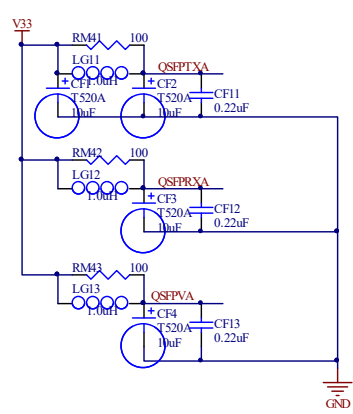 V33
RM41 100
LG11
1.0uH
QSFPTXA
CF1
T520A
10uF
CF2
T520A
10uF
CF11
0.22uF
RM42 100
LG12
1.0uH
QSFPRXA
CF3
T520A
10uF
CF12
0.22uF
RM43 100
LG13
1.0uH
QSFPVA
CF4
T520A
10uF
CF13
0.22uF
GND